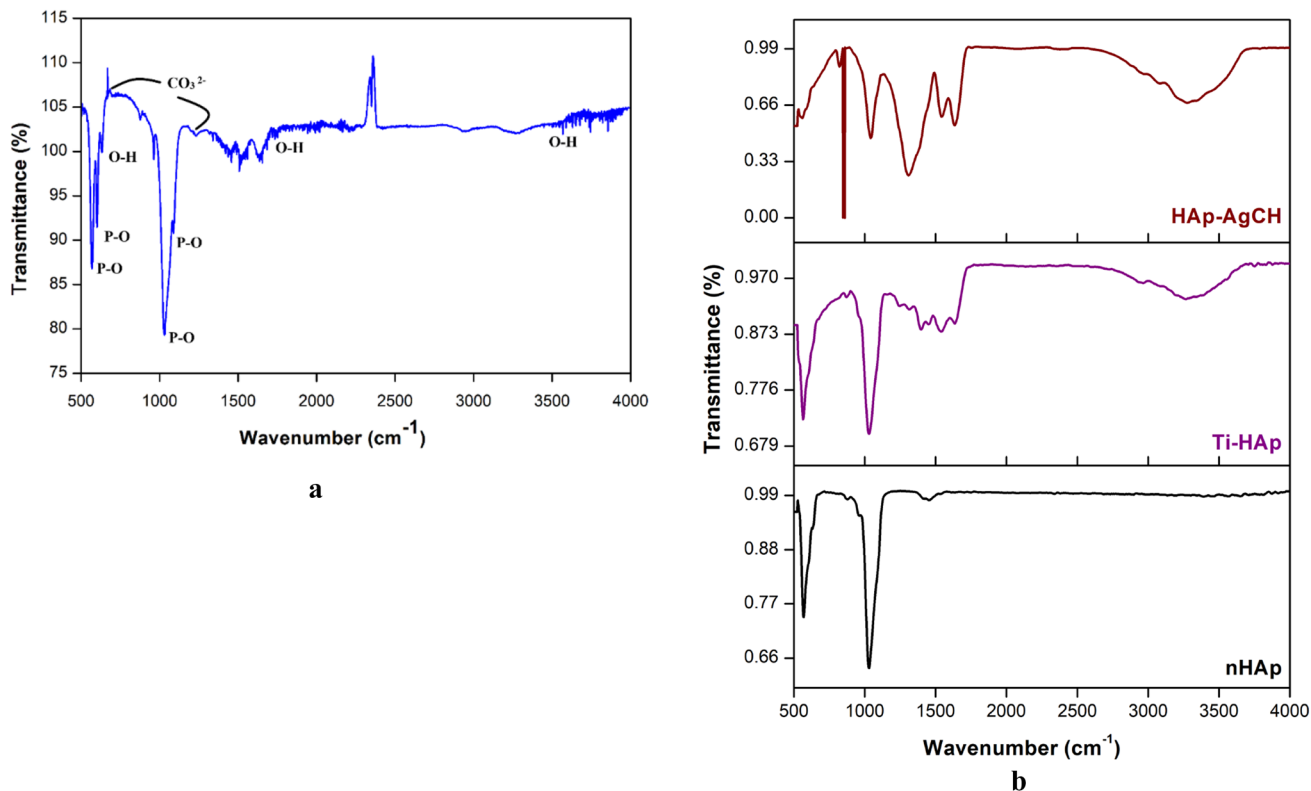 Transmittance (%)
115
110
105
100
95
90
85
80
75
CO₃²⁻
O-H
O-H
O-H
P-O
P-O
P-O
P-O
500 1000 1500 2000 2500 3000 3500 4000
Wavenumber (cm⁻¹)
a
Transmittance (%)
0.99
0.66
0.33
0.00
HAp-AgCH
0.970
0.873
0.776
0.679
Ti-HAp
0.99
0.88
0.77
0.66
nHAp
500 1000 1500 2000 2500 3000 3500 4000
Wavenumber (cm⁻¹)
b